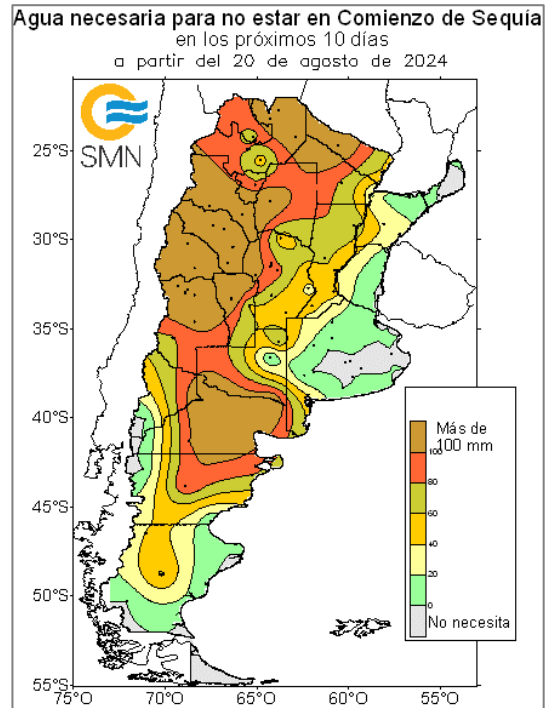 Agua necesaria para no estar en Comienzo de Sequía
en los próximos 10 días
a partir del 20 de agosto de 2024
SMN
25°S
30°S
35°S
40°S
45°S
50°S
55°S
75°O
70°O
65°O
60°O
55°O
Más de
100 mm
100
80
60
40
20
0
No necesita